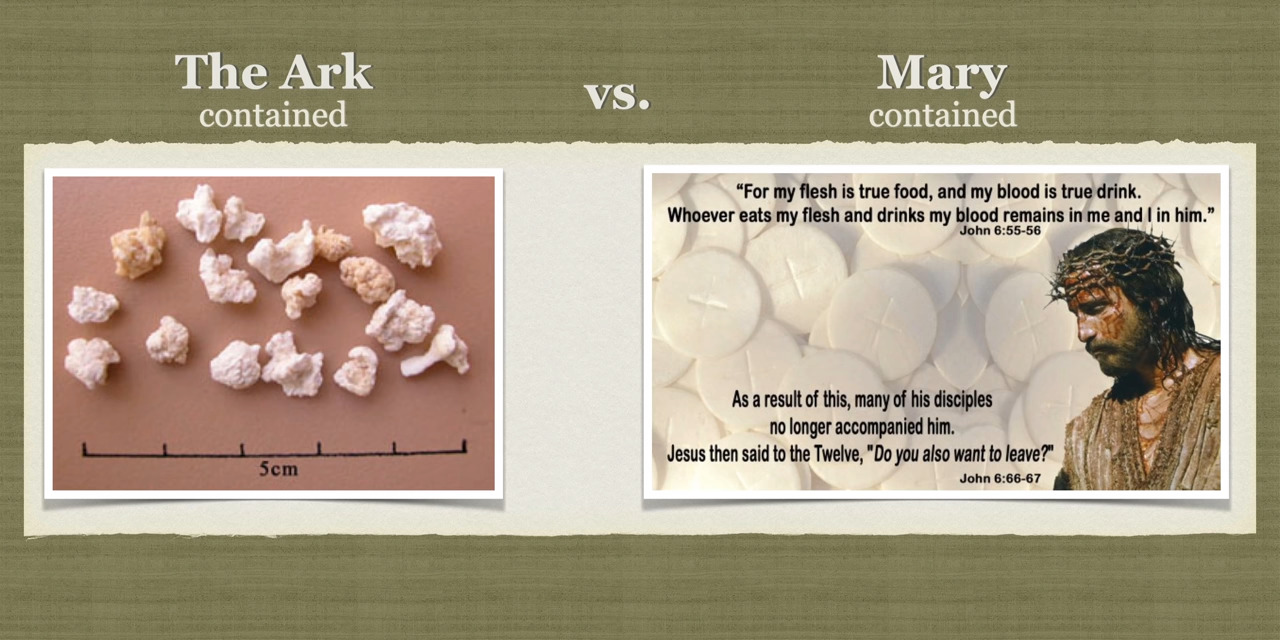 The Ark
contained
vs.
Mary
contained
5cm
“For my flesh is true food, and my blood is true drink.
Whoever eats my flesh and drinks my blood remains in me and I in him.”
John 6:55-56
As a result of this, many of his disciples
no longer accompanied him.
Jesus then said to the Twelve, "Do you also want to leave?"
John 6:66-67